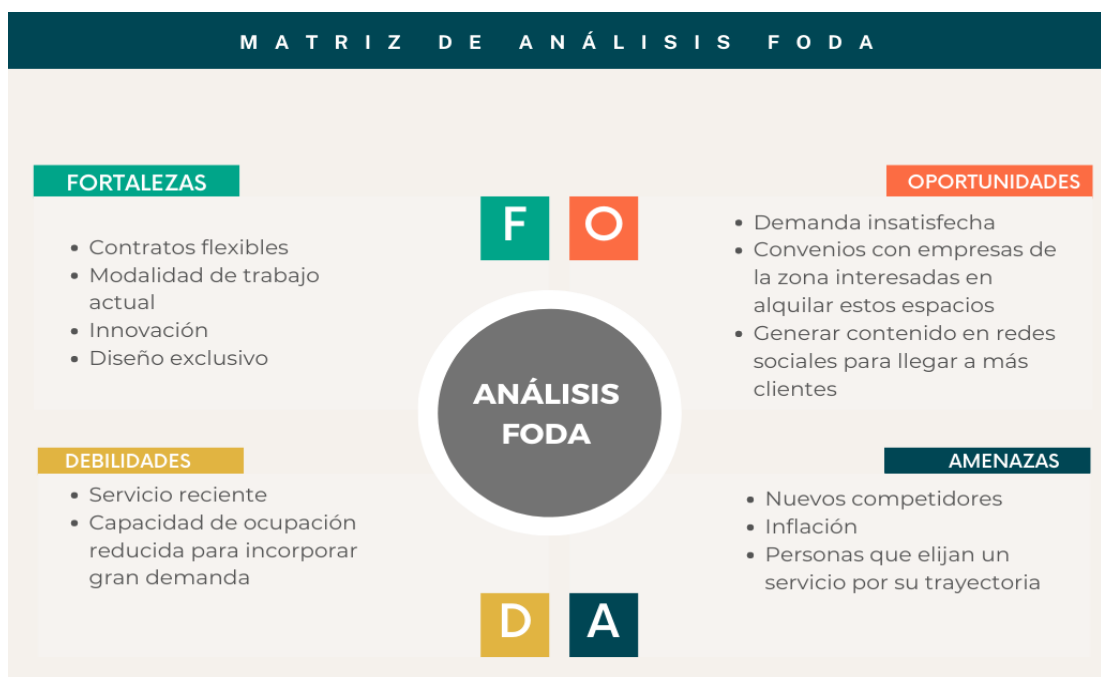 MATRIZ DE ANÁLISIS FODA
FORTALEZAS
• Contratos flexibles
• Modalidad de trabajo
actual
• Innovación
• Diseño exclusivo
F
O
OPORTUNIDADES
• Demanda insatisfecha
• Convenios con empresas de
la zona interesadas en
alquilar estos espacios
• Generar contenido en redes
sociales para llegar a más
clientes
ANÁLISIS
FODA
DEBILIDADES
• Servicio reciente
• Capacidad de ocupación
reducida para incorporar
gran demanda
D
A
AMENAZAS
• Nuevos competidores
• Inflación
• Personas que elijan un
servicio por su trayectoria